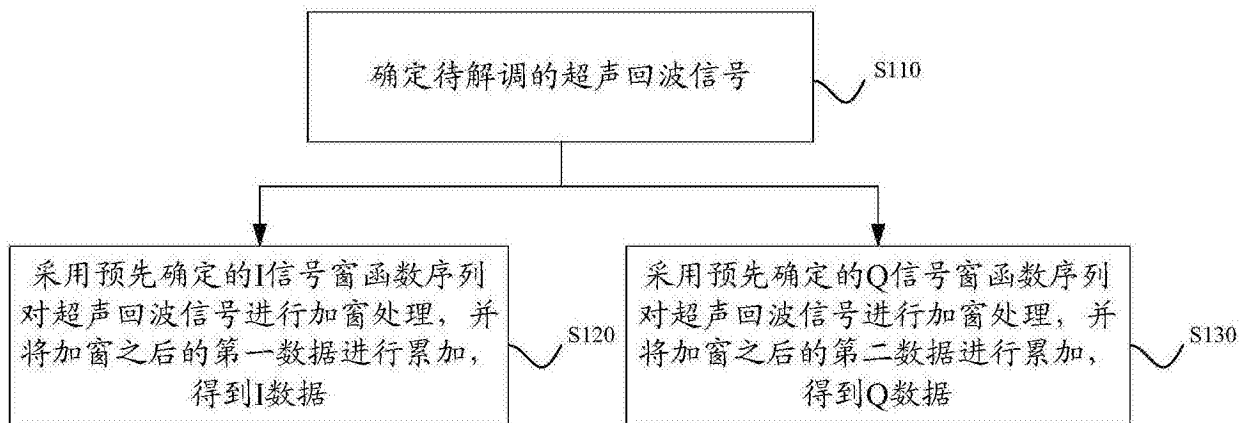 确定待解调的超声回波信号
S110
采用预先确定的I信号窗函数序列
对超声回波信号进行加窗处理，并
将加窗之后的第一数据进行累加，
得到I数据
S120
采用预先确定的Q信号窗函数序列
对超声回波信号进行加窗处理，并
将加窗之后的第二数据进行累加，
得到Q数据
S130